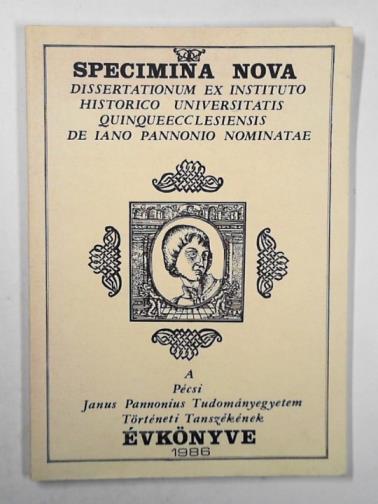 SPECIMINA NOVA
DISSERTATIONUM EX INSTITUTO
HISTORICO UNIVERSITATIS
QUINQUEECCLESIENSIS
DE IANO PANNONIO NOMINATAE
A
Pécsi
Janus Pannonius Tudományegyetem
Történeti Tanszékének
ÉVKÖNYVE
1986